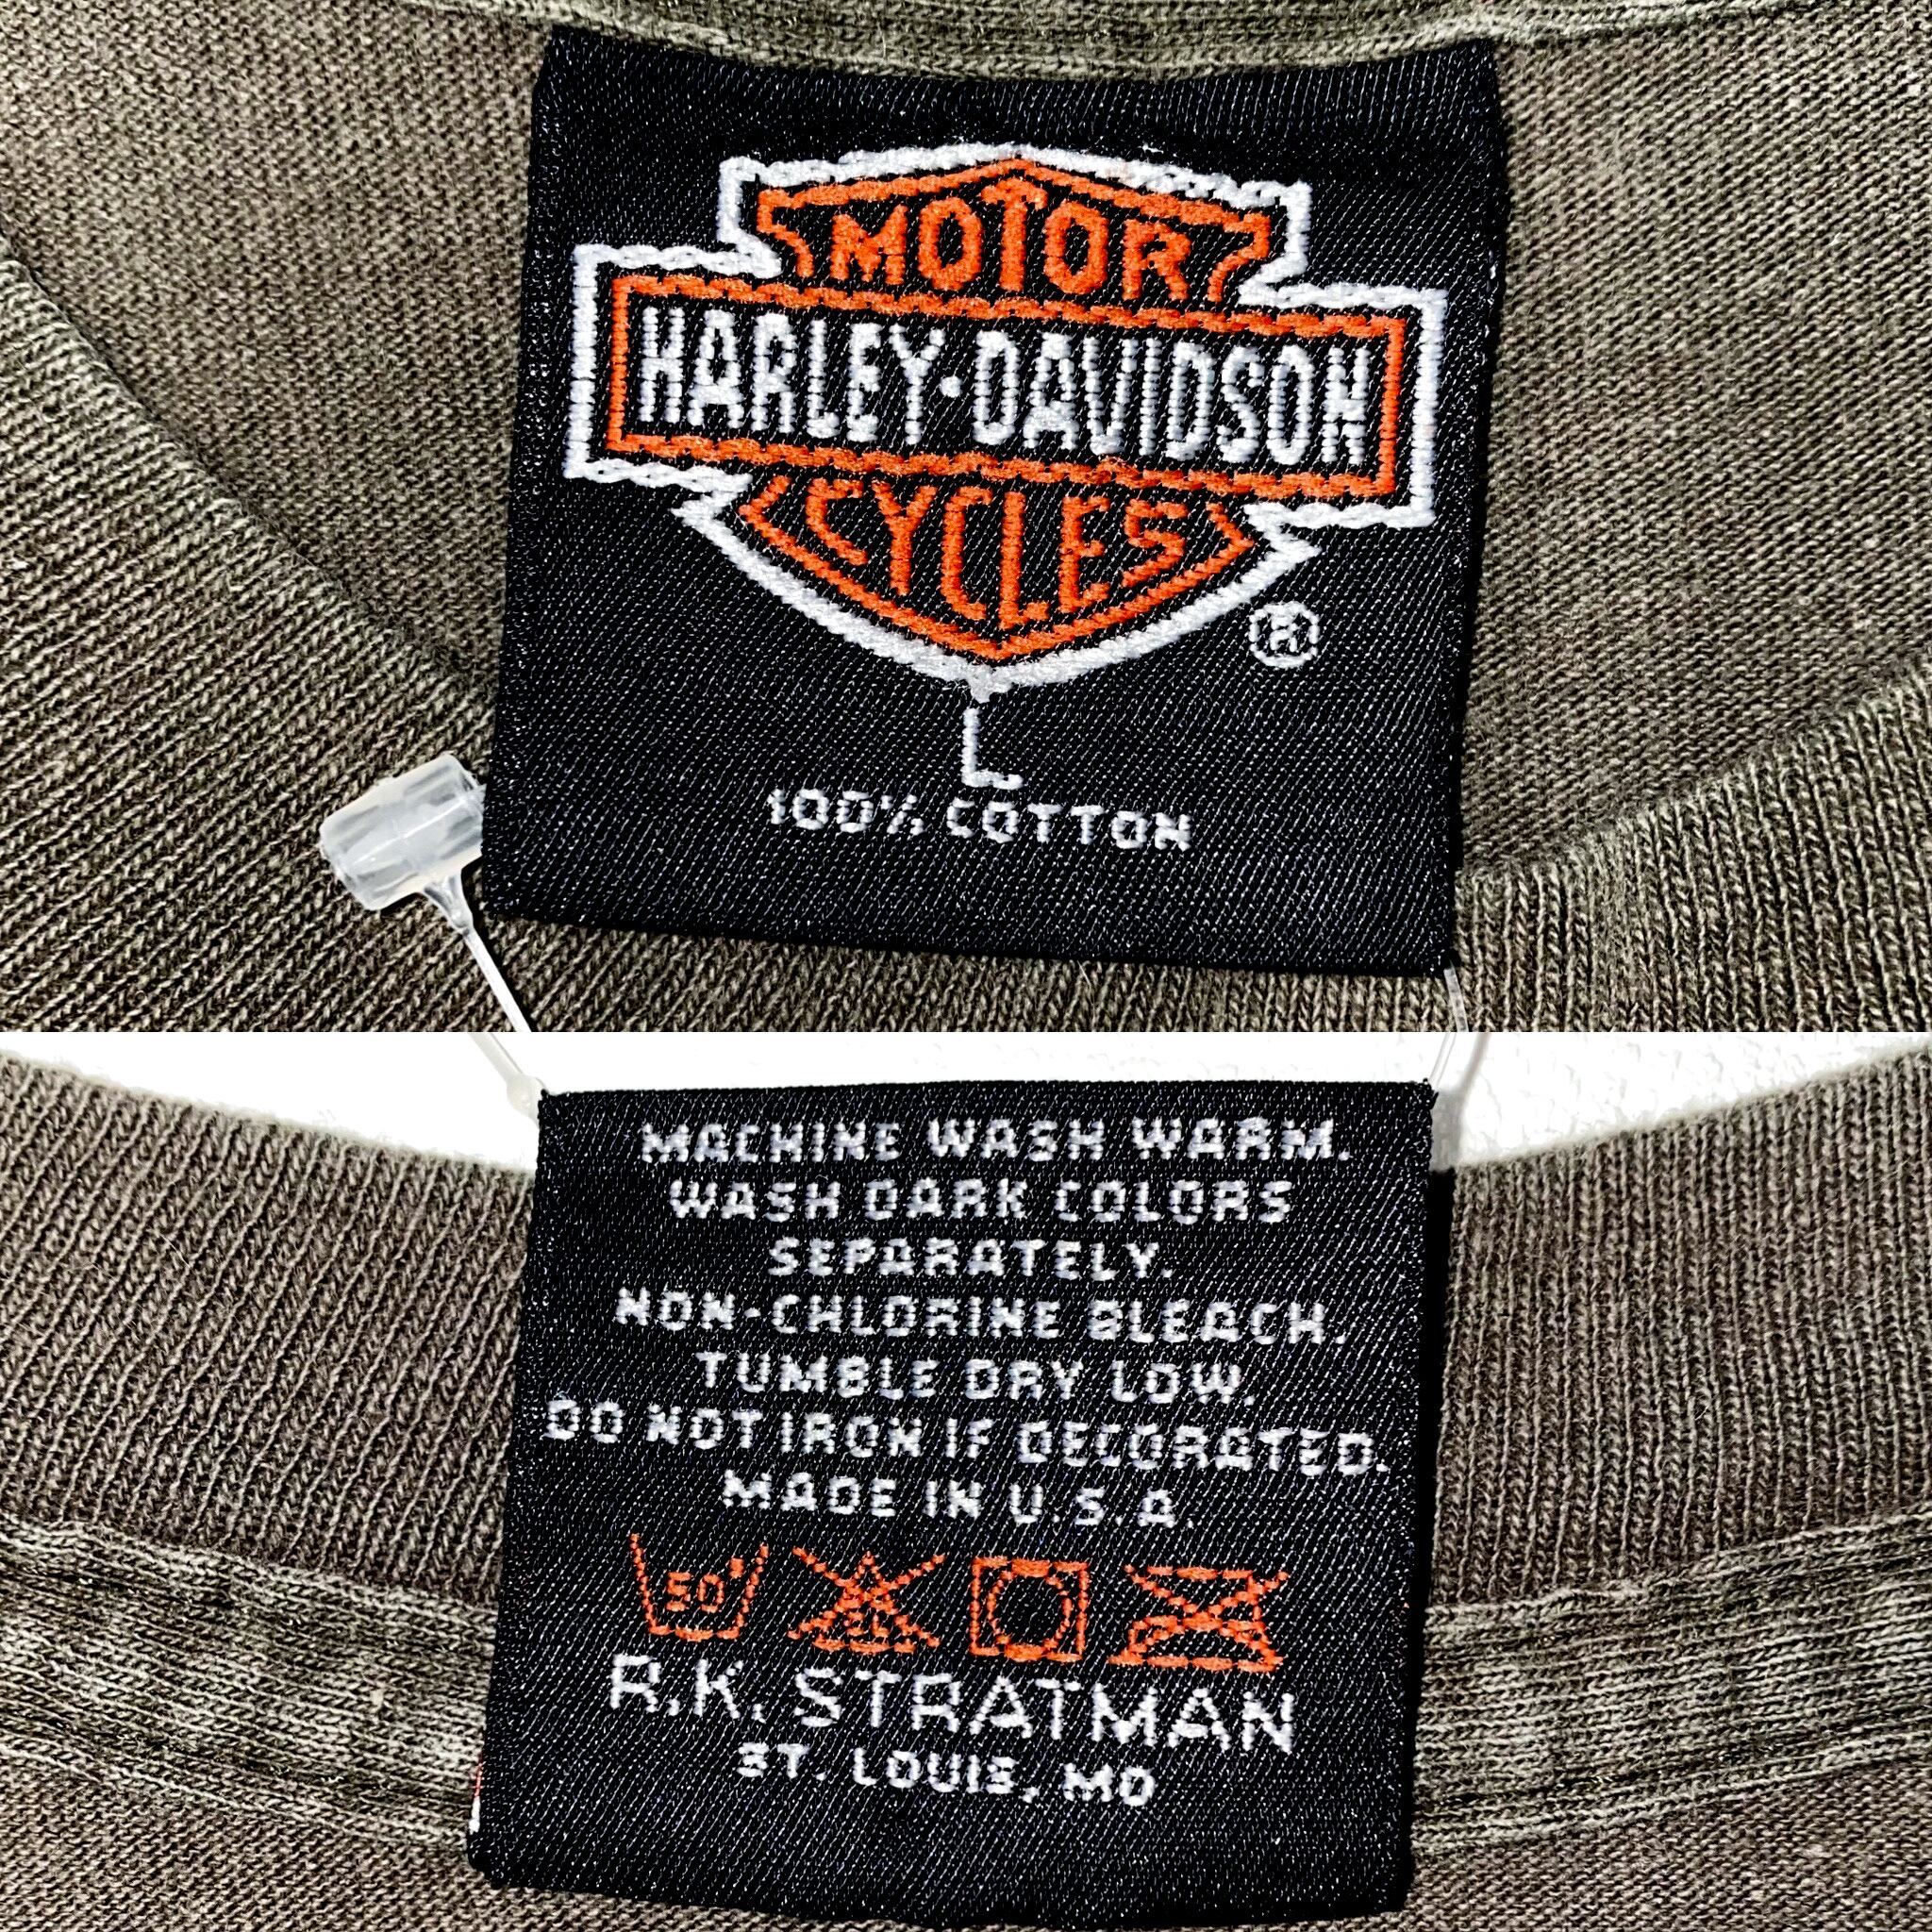 MOTOR
HARLEY-DAVIDSON
CYCLES
®
L
100% COTTON
MACHINE WASH WARM.
WASH DARK COLORS
SEPARATELY.
NON-CHLORINE BLEACH.
TUMBLE DRY LOW.
DO NOT IRON IF DECORATED.
MADE IN U.S.A.
50° CL
R.K. STRATMAN
ST. LOUIS, MO